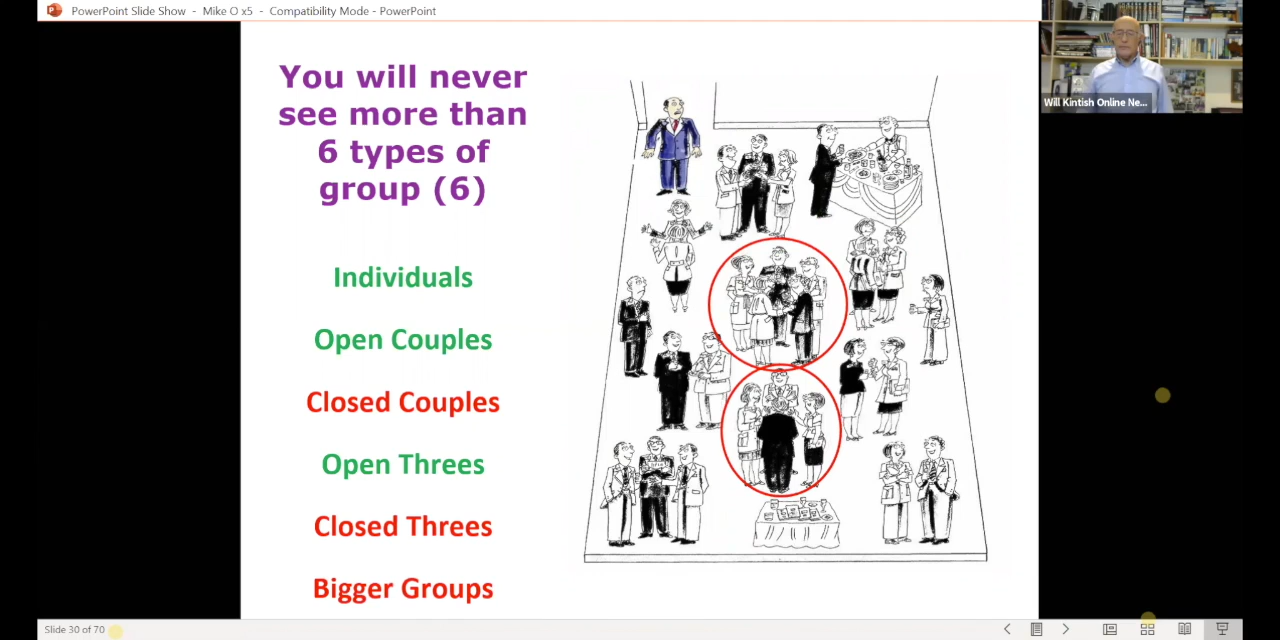 PowerPoint Slide Show - Mike O x5 - Compatibility Mode - PowerPoint
You will never
see more than
6 types of
group (6)
Individuals
Open Couples
Closed Couples
Open Threes
Closed Threes
Bigger Groups
Will Kintish Online Ne...
Slide 30 of 70